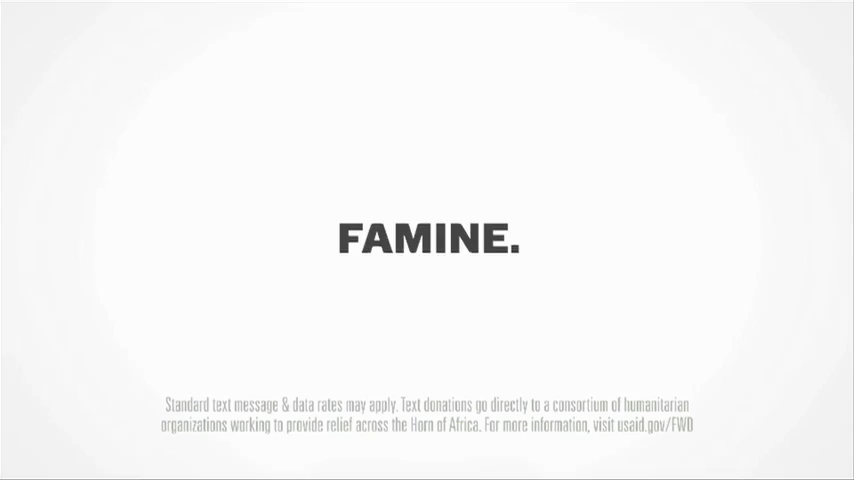 FAMINE.
Standard text message & data rates may apply. Text donations go directly to a consortium of humanitarian
organizations working to provide relief across the Horn of Africa. For more information, visit usaid.gov/FWD